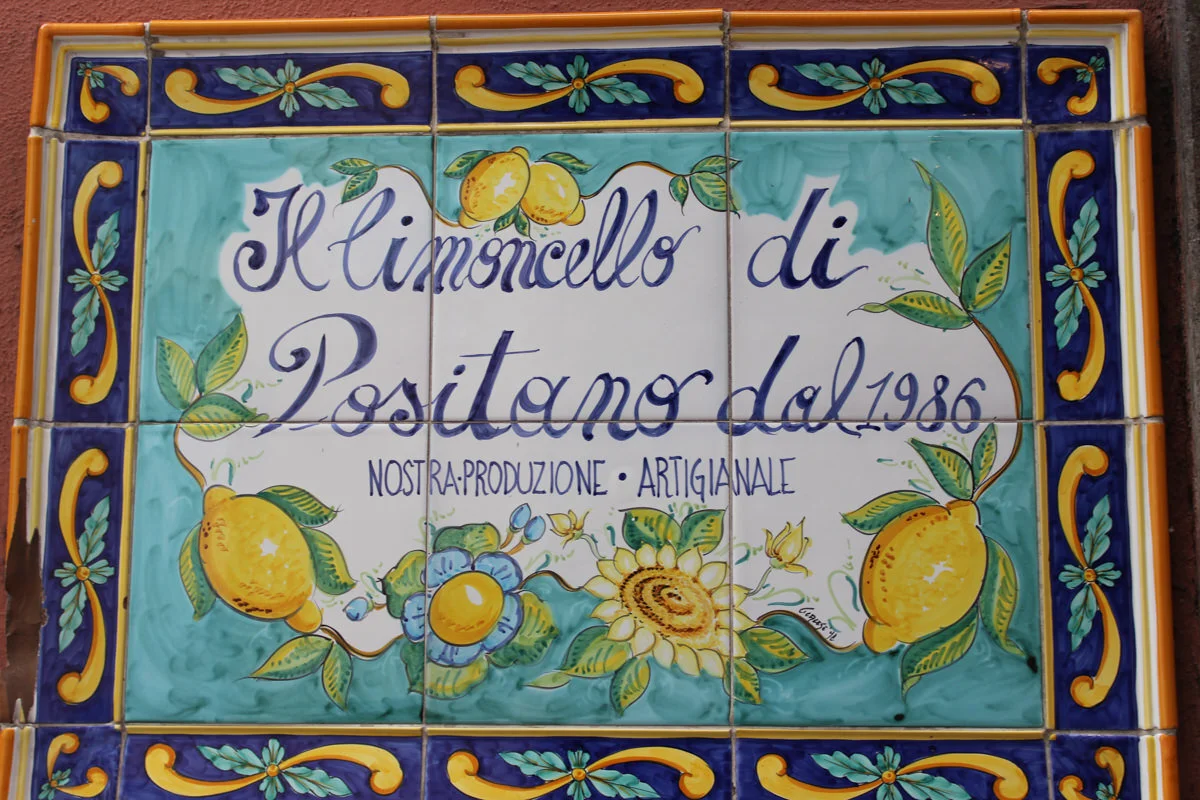 Il limoncello di
Positano dal 1986
NOSTRA·PRODUZIONE · ARTIGIANALE